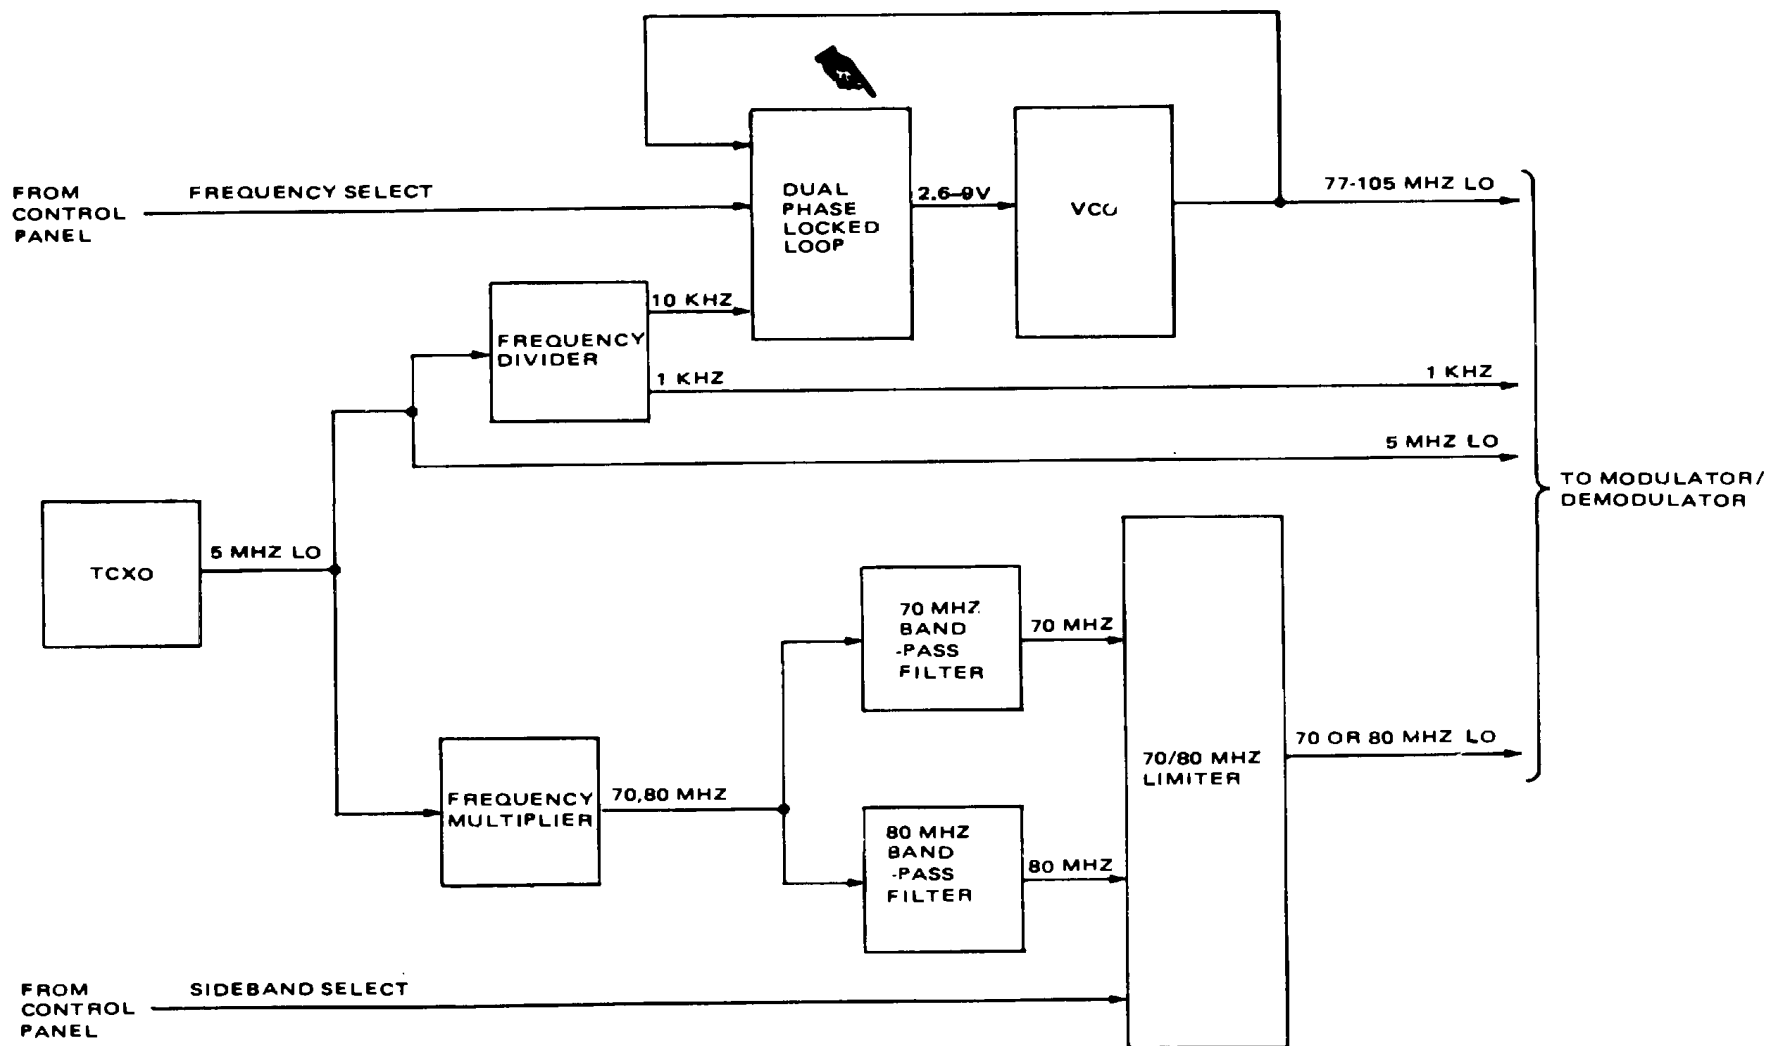 FROM
CONTROL
PANEL
FREQUENCY SELECT
DUAL
PHASE
LOCKED
LOOP
2.6–9V
VCO
77-105 MHZ LO
FREQUENCY
DIVIDER
10 KHZ
1 KHZ
1 KHZ
5 MHZ LO
TO MODULATOR/
DEMODULATOR
TCXO
5 MHZ LO
70 MHZ
BAND
-PASS
FILTER
70 MHZ
FREQUENCY
MULTIPLIER
70,80 MHZ
80 MHZ
BAND
-PASS
FILTER
80 MHZ
70/80 MHZ
LIMITER
70 OR 80 MHZ LO
FROM
CONTROL
PANEL
SIDEBAND SELECT